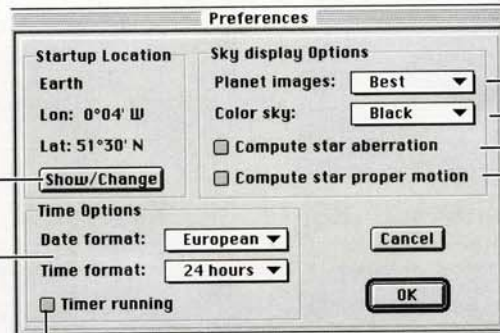 Preferences
Startup Location
Earth
Lon: 0°04' W
Lat: 51°30' N
Show/Change
Sky display Options
Planet images: Best
Color sky: Black
Compute star aberration
Compute star proper motion
Time Options
Date format: European
Time format: 24 hours
Timer running
Cancel
OK